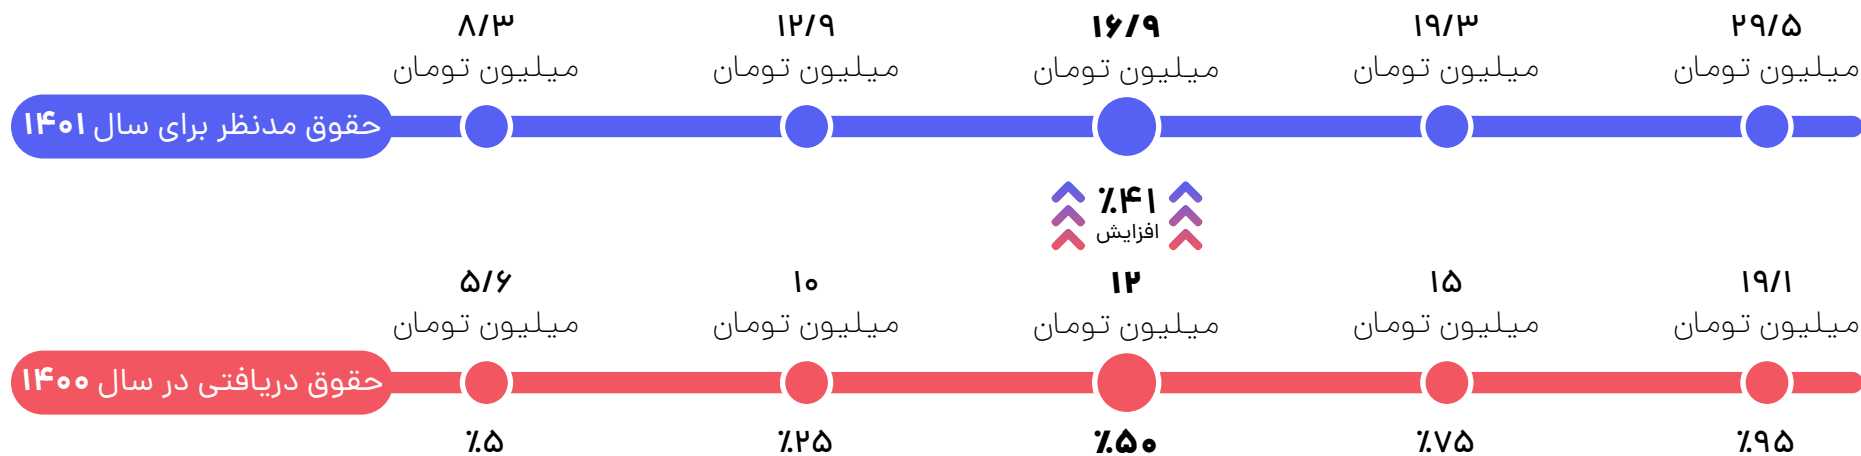 ۸/۳
میلیون تومان
۱۲/۹
میلیون تومان
۱۶/۹
میلیون تومان
۱۹/۳
میلیون تومان
۲۹/۵
میلیون تومان
حقوق مدنظر برای سال ۱۴۰۱
٪۴۱
افزایش
۵/۶
میلیون تومان
۱۰
میلیون تومان
۱۲
میلیون تومان
۱۵
میلیون تومان
۱۹/۱
میلیون تومان
حقوق دریافتی در سال ۱۴۰۰
٪۵
٪۲۵
٪۵۰
٪۷۵
٪۹۵